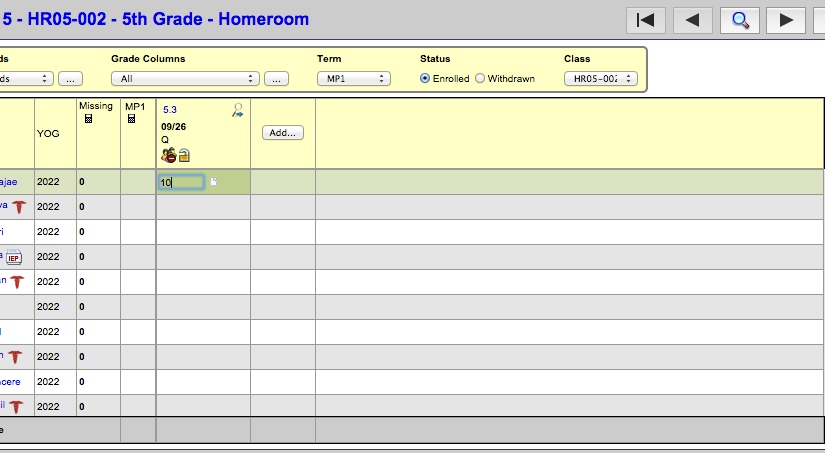 5 - HR05-002 - 5th Grade - Homeroom
ds Grade Columns Term Status Class
ds ... All ... MP1 Enrolled Withdrawn HR05-002
YOG Missing MP1 5.3
09/26
Q
Add...
ajae 2022 0 10
va 2022 0
ri 2022 0
a IEP 2022 0
an 2022 0
2022 0
l 2022 0
n 2022 0
ncere 2022 0
il 2022 0
e